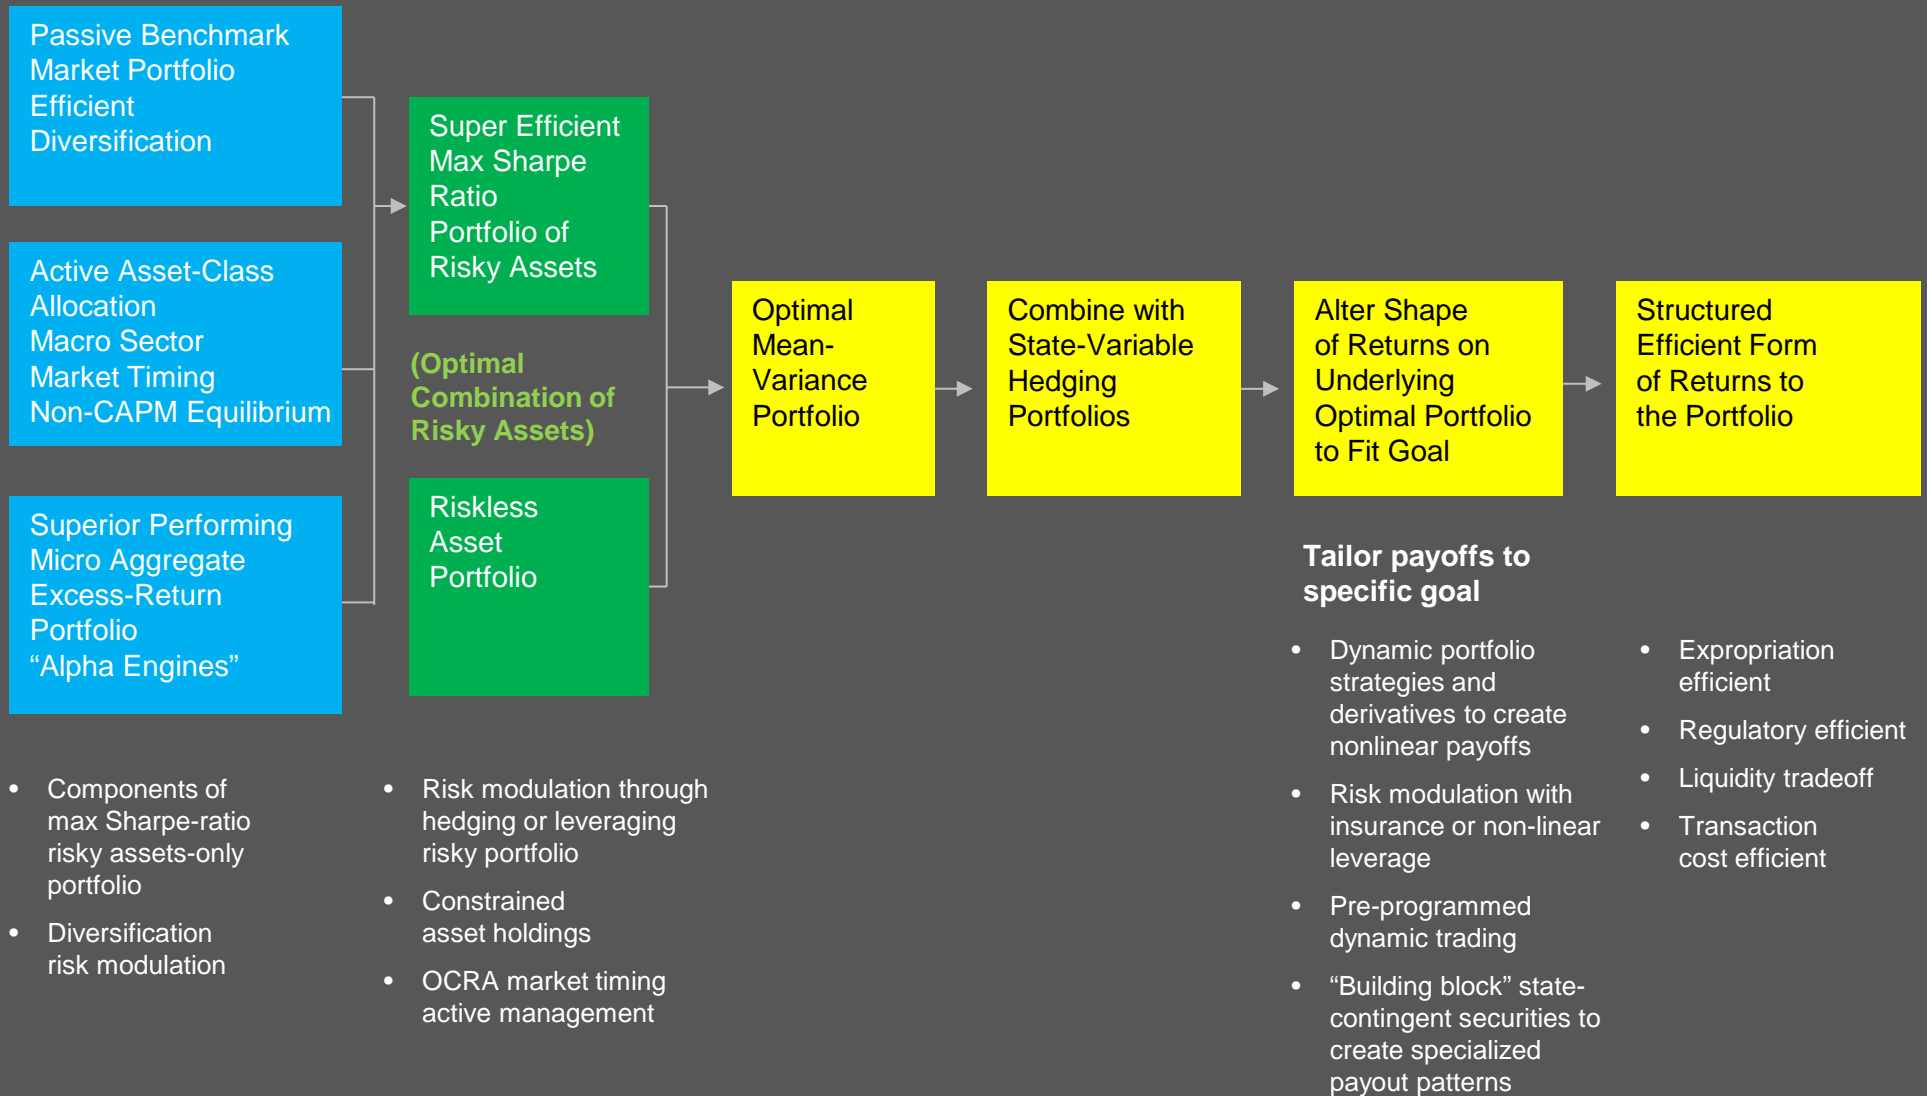 Passive Benchmark
Market Portfolio
Efficient
Diversification
Active Asset-Class
Allocation
Macro Sector
Market Timing
Non-CAPM Equilibrium
Superior Performing
Micro Aggregate
Excess-Return
Portfolio
“Alpha Engines”
Super Efficient
Max Sharpe
Ratio
Portfolio of
Risky Assets
(Optimal
Combination of
Risky Assets)
Riskless
Asset
Portfolio
Optimal
Mean-
Variance
Portfolio
Combine with
State-Variable
Hedging
Portfolios
Alter Shape
of Returns on
Underlying
Optimal Portfolio
to Fit Goal
Structured
Efficient Form
of Returns to
the Portfolio
• Components of
max Sharpe-ratio
risky assets-only
portfolio
• Diversification
risk modulation
• Risk modulation through
hedging or leveraging
risky portfolio
• Constrained
asset holdings
• OCRA market timing
active management
Tailor payoffs to
specific goal
• Dynamic portfolio
strategies and
derivatives to create
nonlinear payoffs
• Risk modulation with
insurance or non-linear
leverage
• Pre-programmed
dynamic trading
• “Building block” state-
contingent securities to
create specialized
payout patterns
• Expropriation
efficient
• Regulatory efficient
• Liquidity tradeoff
• Transaction
cost efficient